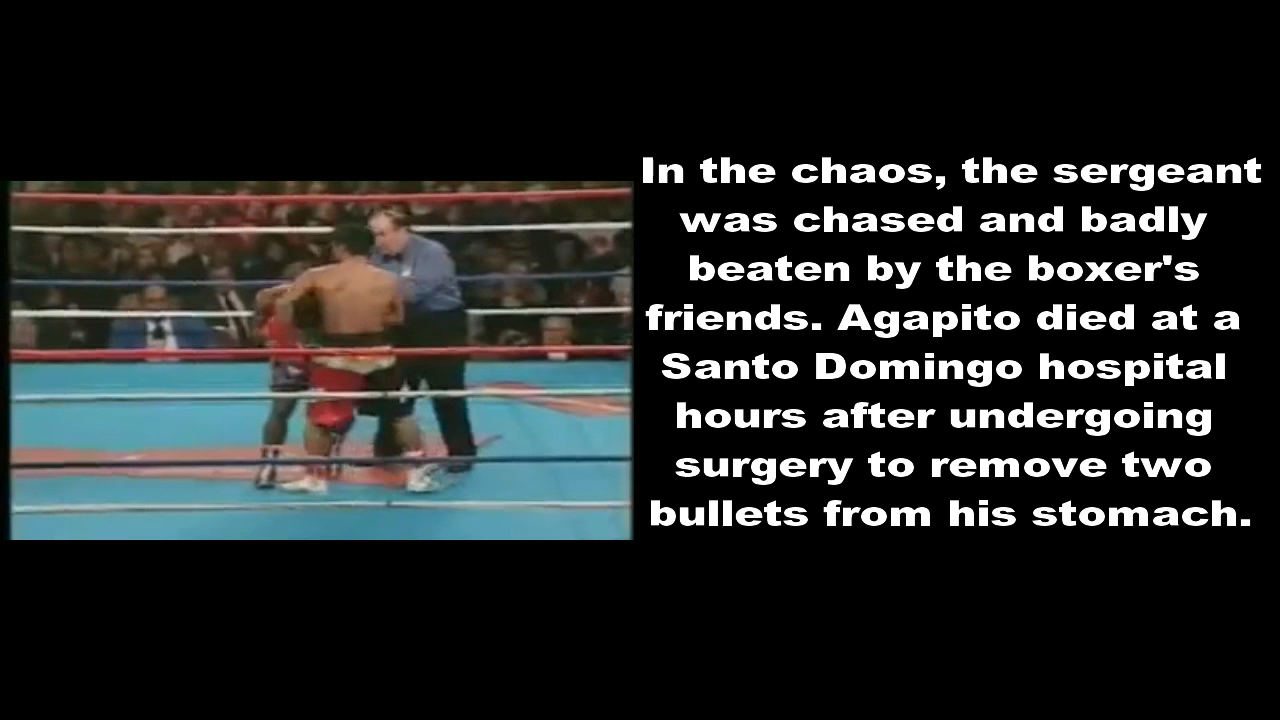 In the chaos, the sergeant
was chased and badly
beaten by the boxer's
friends. Agapito died at a
Santo Domingo hospital
hours after undergoing
surgery to remove two
bullets from his stomach.